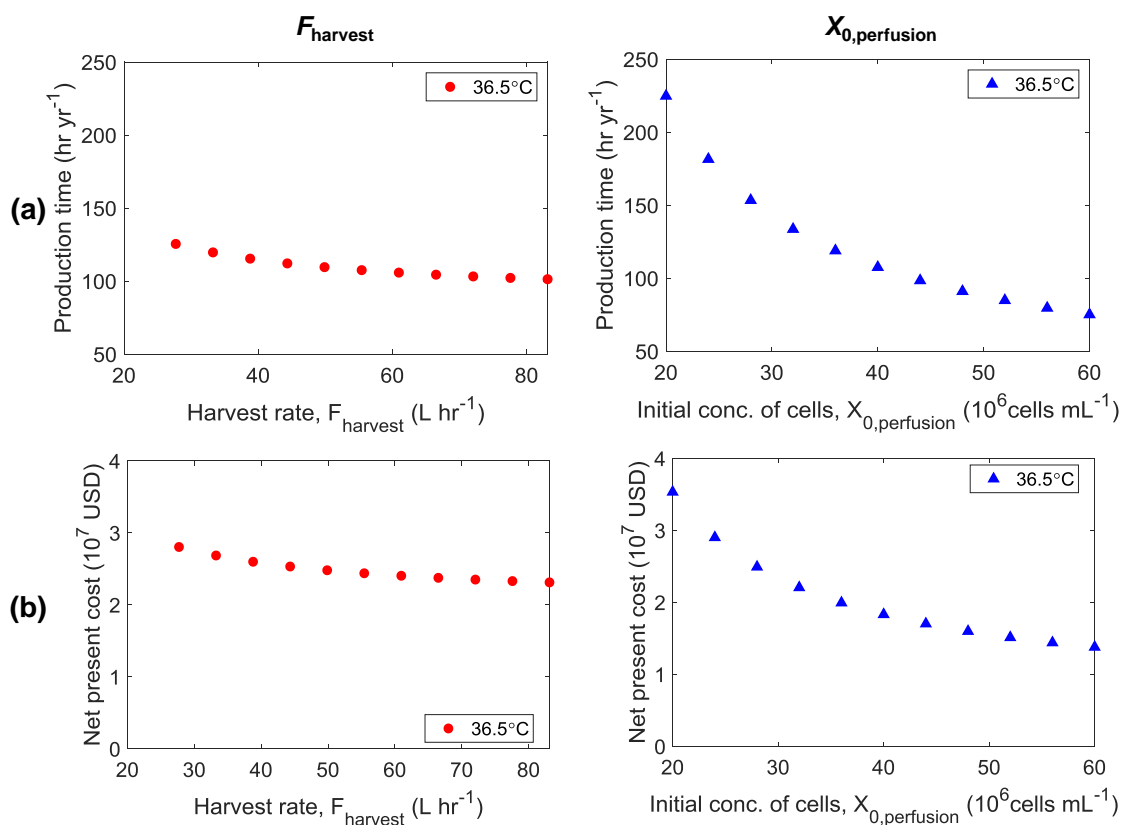 F_harvest
X_0,perfusion
(a)
250
200
150
100
50
Production time (hr yr^-1)
36.5°C
20 30 40 50 60 70 80
Harvest rate, F_harvest (L hr^-1)
250
200
150
100
50
Production time (hr yr^-1)
36.5°C
20 30 40 50 60
Initial conc. of cells, X_0,perfusion (10^6cells mL^-1)
(b)
4
3
2
1
0
Net present cost (10^7 USD)
36.5°C
20 30 40 50 60 70 80
Harvest rate, F_harvest (L hr^-1)
4
3
2
1
0
Net present cost (10^7 USD)
36.5°C
20 30 40 50 60
Initial conc. of cells, X_0,perfusion (10^6cells mL^-1)